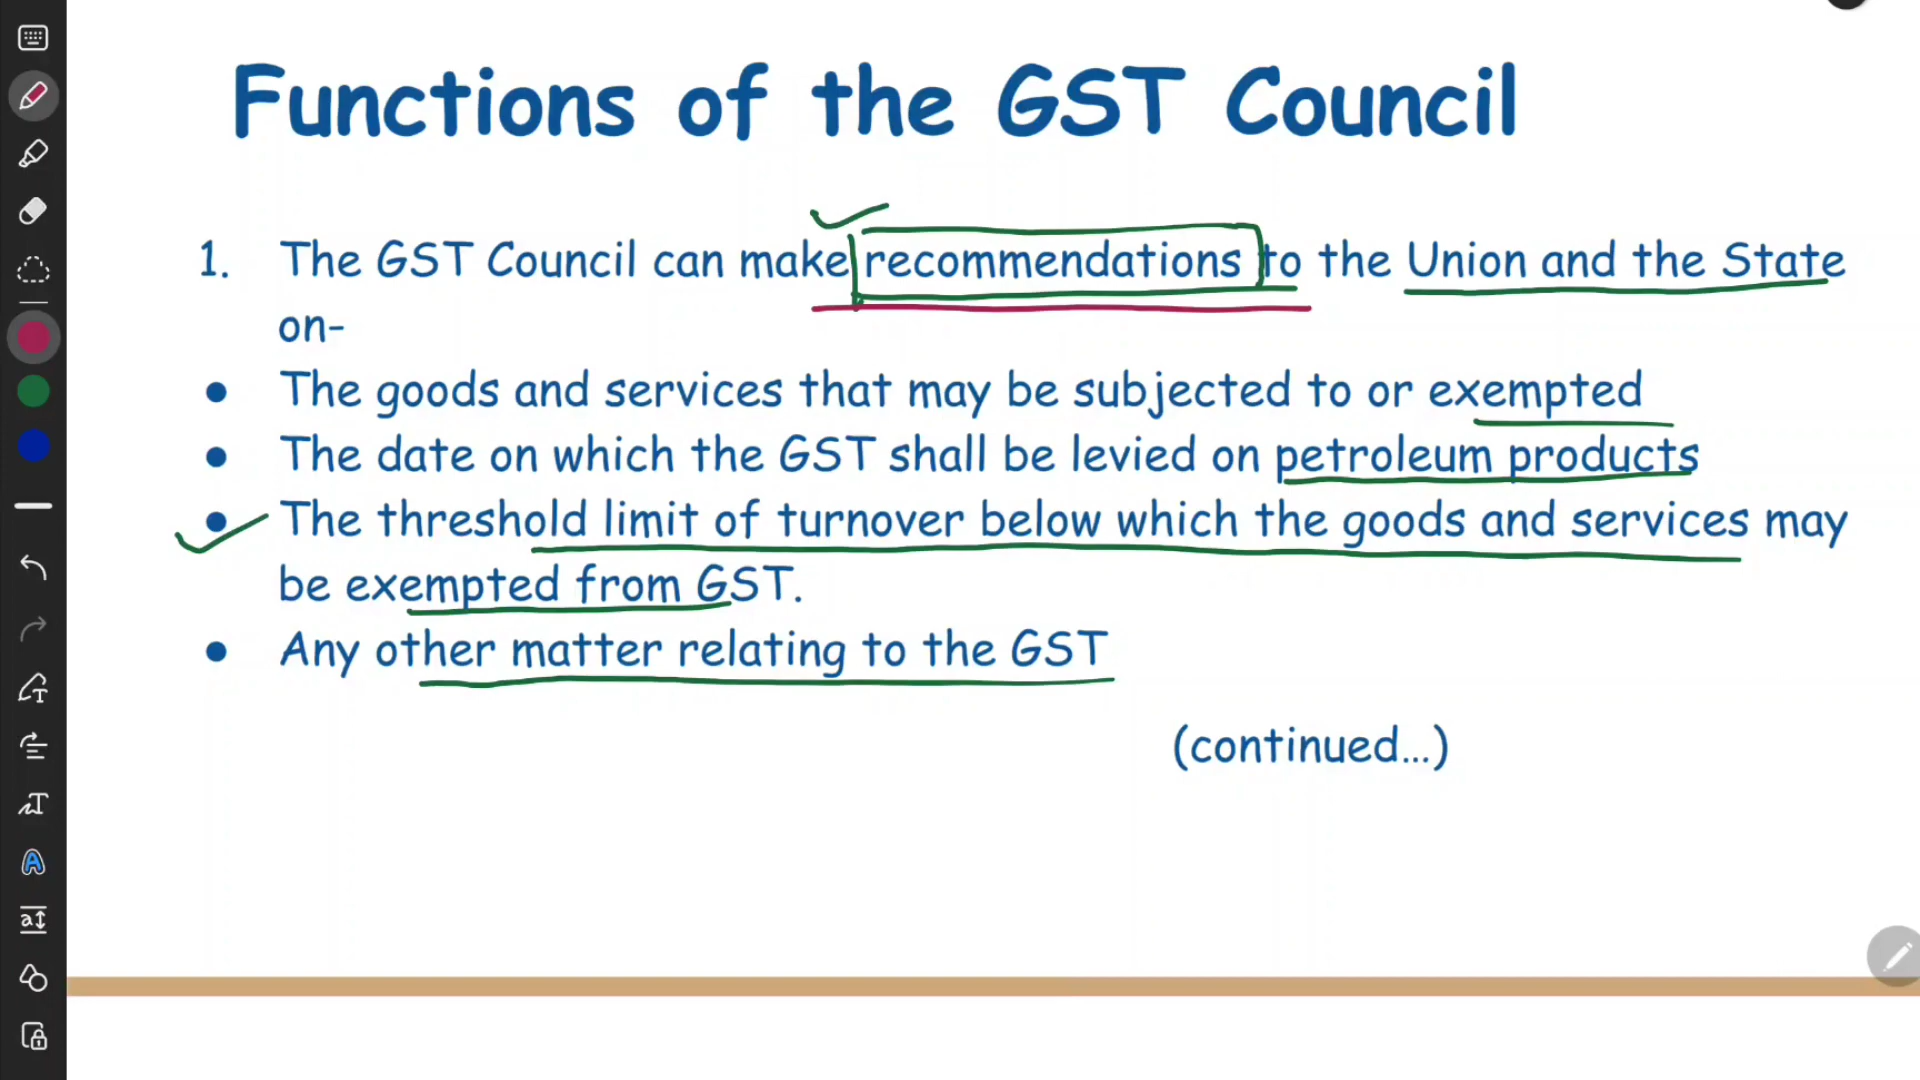 Functions of the GST Council
1. The GST Council can make recommendations to the Union and the State
on-
● The goods and services that may be subjected to or exempted
● The date on which the GST shall be levied on petroleum products
● The threshold limit of turnover below which the goods and services may
be exempted from GST.
● Any other matter relating to the GST
(continued...)